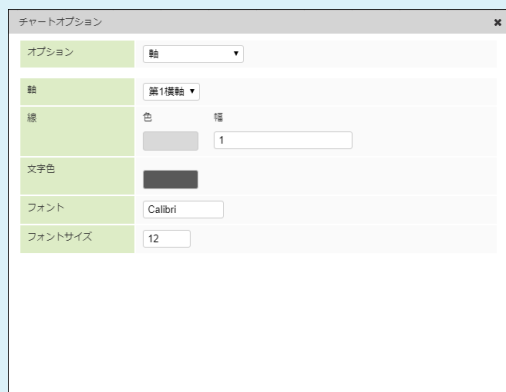 チャートオプション
オプション 軸
軸 第1横軸
線 色 幅
1
文字色
フォント Calibri
フォントサイズ 12